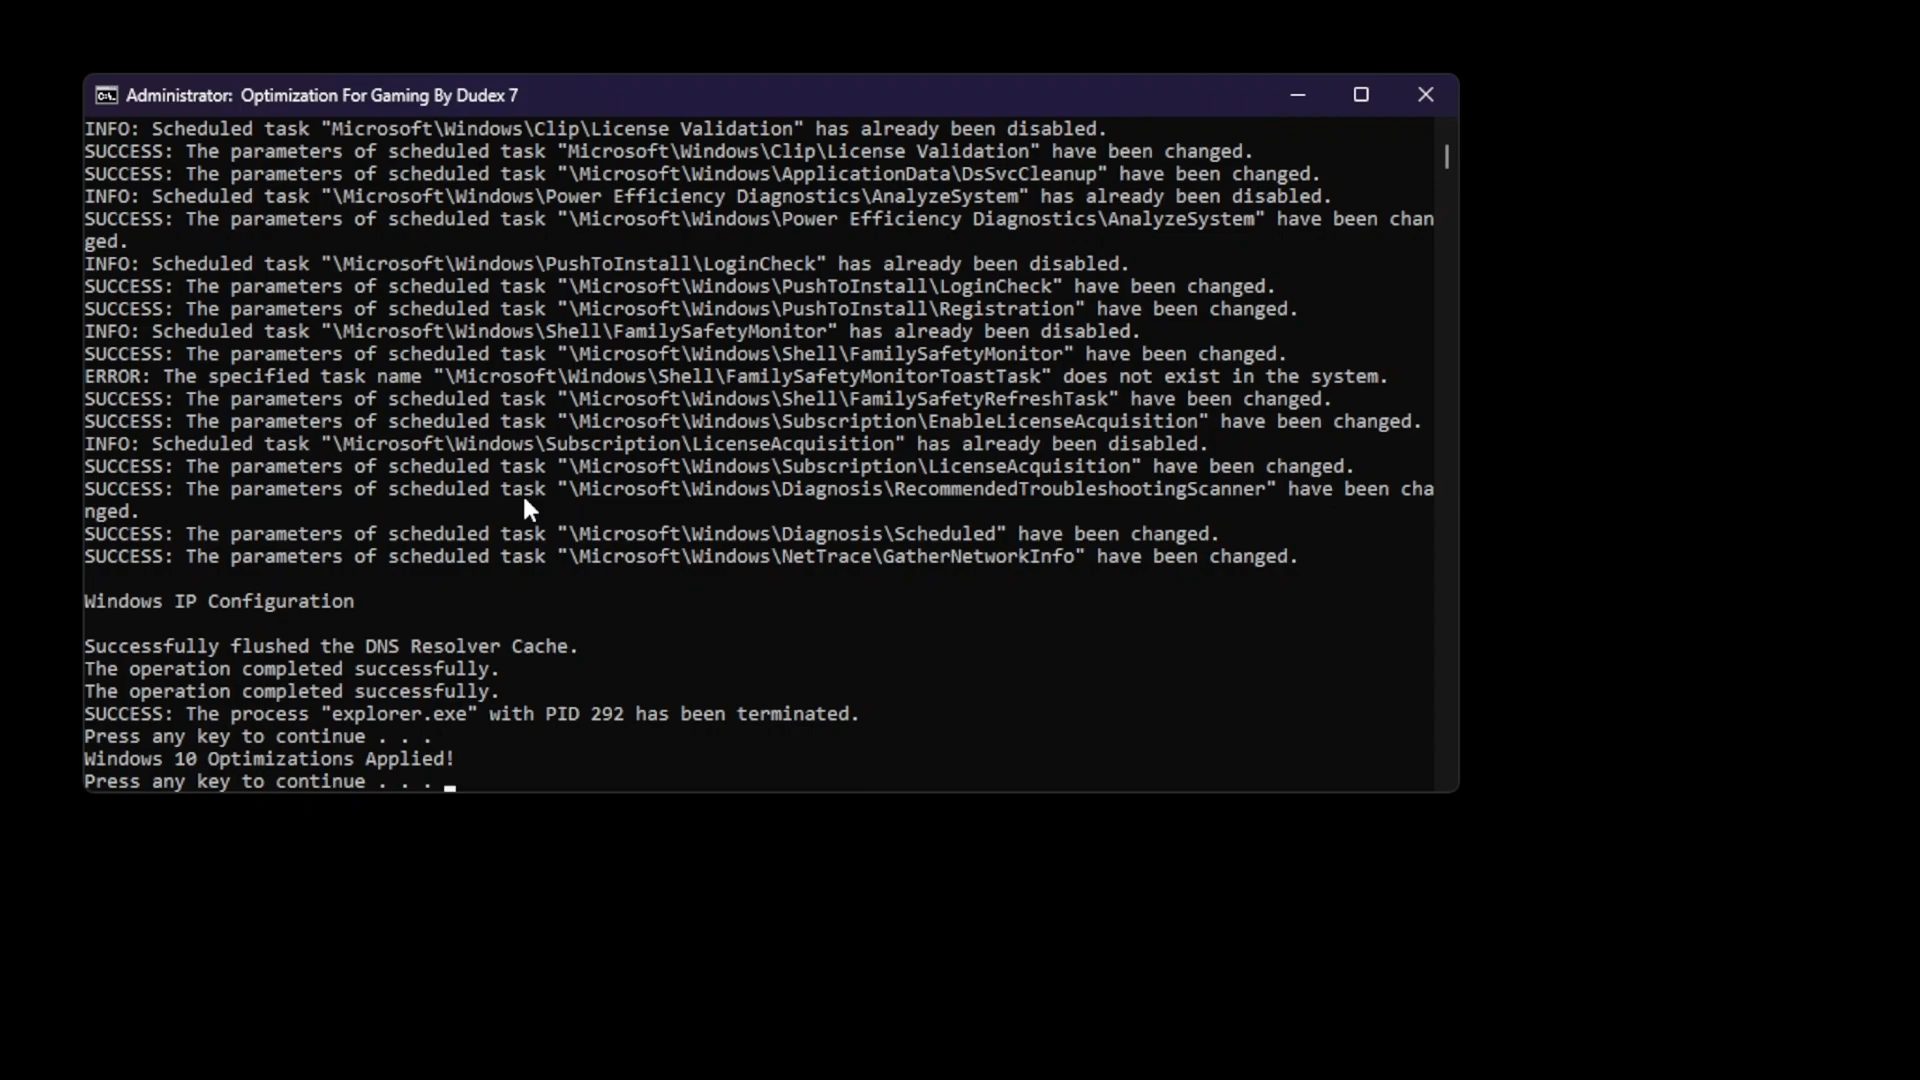 Administrator: Optimization For Gaming By Dudex 7
INFO: Scheduled task "Microsoft\Windows\Clip\License Validation" has already been disabled.
SUCCESS: The parameters of scheduled task "Microsoft\Windows\Clip\License Validation" have been changed.
SUCCESS: The parameters of scheduled task "\Microsoft\Windows\ApplicationData\DsSvcCleanup" have been changed.
INFO: Scheduled task "\Microsoft\Windows\Power Efficiency Diagnostics\AnalyzeSystem" has already been disabled.
SUCCESS: The parameters of scheduled task "\Microsoft\Windows\Power Efficiency Diagnostics\AnalyzeSystem" have been chan
ged.
INFO: Scheduled task "\Microsoft\Windows\PushToInstall\LoginCheck" has already been disabled.
SUCCESS: The parameters of scheduled task "\Microsoft\Windows\PushToInstall\LoginCheck" have been changed.
SUCCESS: The parameters of scheduled task "\Microsoft\Windows\PushToInstall\Registration" have been changed.
INFO: Scheduled task "\Microsoft\Windows\Shell\FamilySafetyMonitor" has already been disabled.
SUCCESS: The parameters of scheduled task "\Microsoft\Windows\Shell\FamilySafetyMonitor" have been changed.
ERROR: The specified task name "\Microsoft\Windows\Shell\FamilySafetyMonitorToastTask" does not exist in the system.
SUCCESS: The parameters of scheduled task "\Microsoft\Windows\Shell\FamilySafetyRefreshTask" have been changed.
SUCCESS: The parameters of scheduled task "\Microsoft\Windows\Subscription\EnableLicenseAcquisition" have been changed.
INFO: Scheduled task "\Microsoft\Windows\Subscription\LicenseAcquisition" has already been disabled.
SUCCESS: The parameters of scheduled task "\Microsoft\Windows\Subscription\LicenseAcquisition" have been changed.
SUCCESS: The parameters of scheduled task "\Microsoft\Windows\Diagnosis\RecommendedTroubleshootingScanner" have been cha
nged.
SUCCESS: The parameters of scheduled task "\Microsoft\Windows\Diagnosis\Scheduled" have been changed.
SUCCESS: The parameters of scheduled task "\Microsoft\Windows\NetTrace\GatherNetworkInfo" have been changed.
Windows IP Configuration
Successfully flushed the DNS Resolver Cache.
The operation completed successfully.
The operation completed successfully.
SUCCESS: The process "explorer.exe" with PID 292 has been terminated.
Press any key to continue . . .
Windows 10 Optimizations Applied!
Press any key to continue . . .